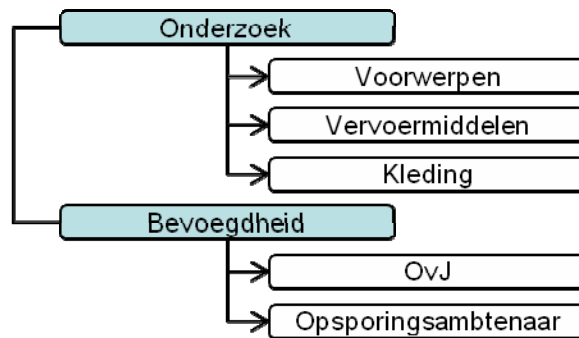 Onderzoek
Voorwerpen
Vervoermiddelen
Kleding
Bevoegdheid
OvJ
Opsporingsambtenaar